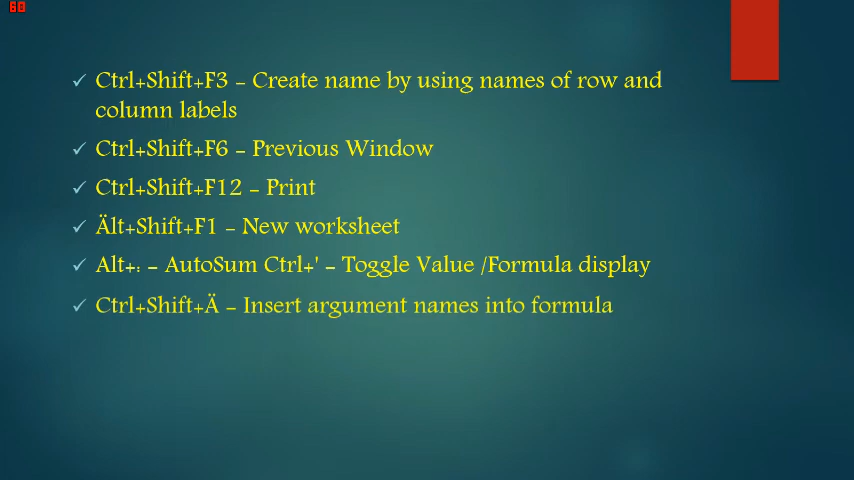 60
Ctrl+Shift+F3 – Create name by using names of row and
column labels
Ctrl+Shift+F6 – Previous Window
Ctrl+Shift+F12 – Print
Ält+Shift+F1 – New worksheet
Alt+: – AutoSum Ctrl+' – Toggle Value /Formula display
Ctrl+Shift+Ä – Insert argument names into formula